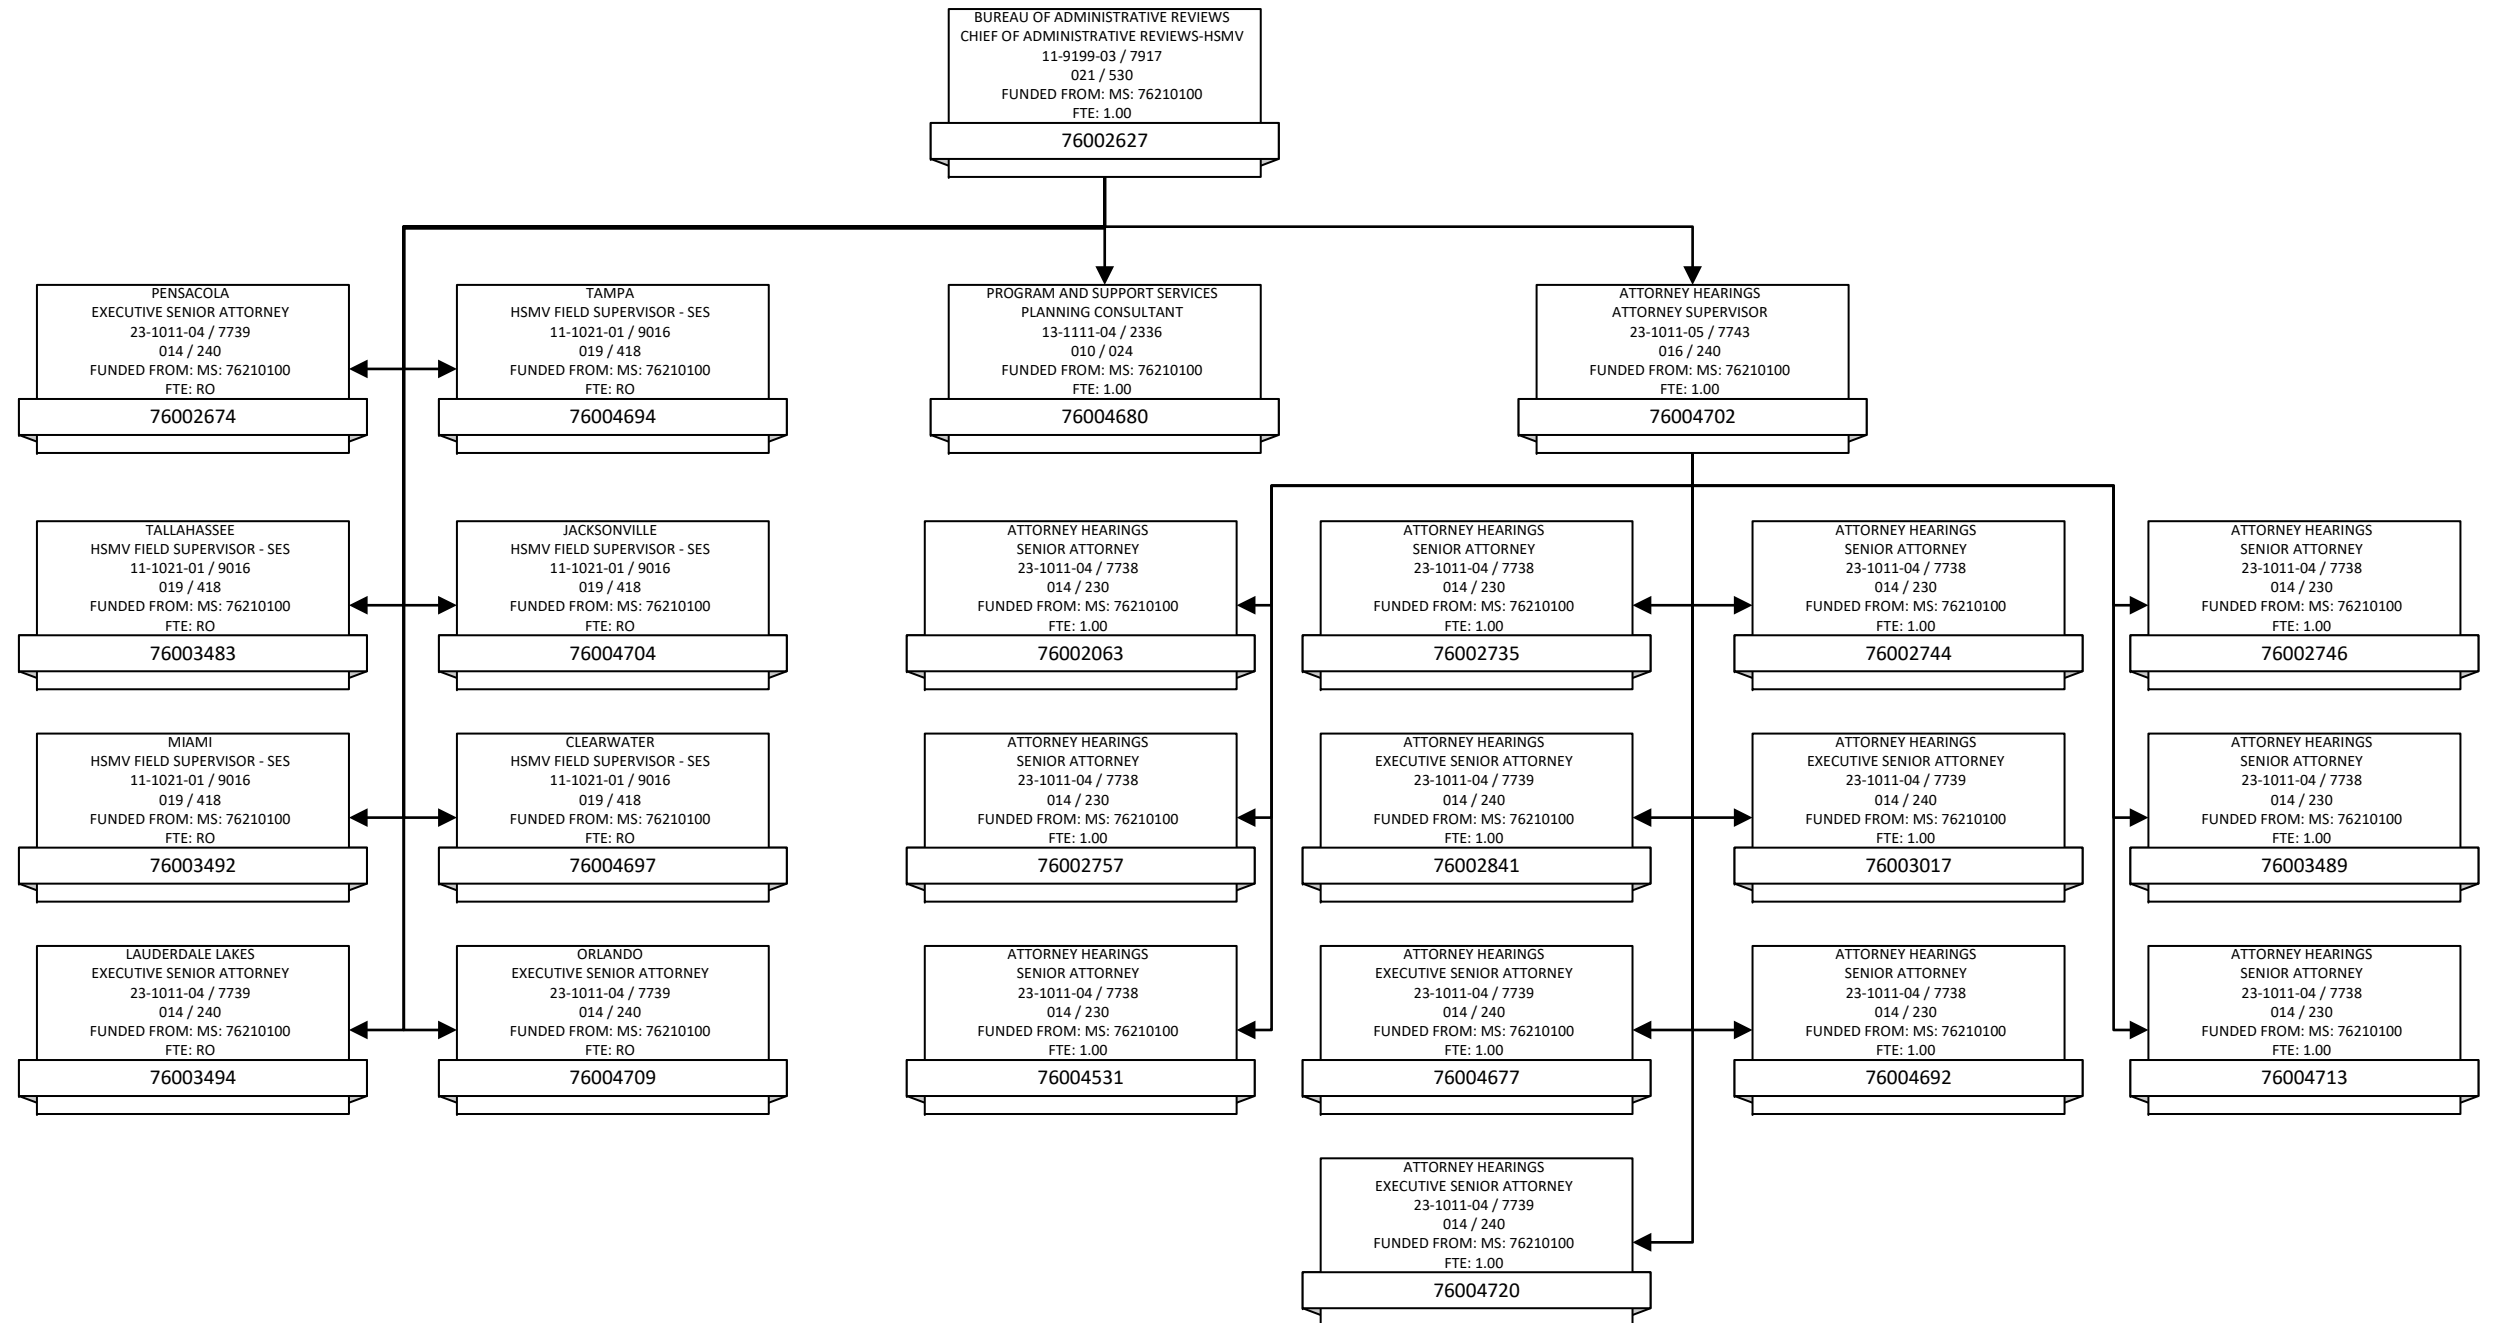 BUREAU OF ADMINISTRATIVE REVIEWS
CHIEF OF ADMINISTRATIVE REVIEWS-HSMV
11-9199-03 / 7917
021 / 530
FUNDED FROM: MS: 76210100
FTE: 1.00
76002627
PENSACOLA
EXECUTIVE SENIOR ATTORNEY
23-1011-04 / 7739
014 / 240
FUNDED FROM: MS: 76210100
FTE: RO
76002674
TAMPA
HSMV FIELD SUPERVISOR - SES
11-1021-01 / 9016
019 / 418
FUNDED FROM: MS: 76210100
FTE: RO
76004694
PROGRAM AND SUPPORT SERVICES
PLANNING CONSULTANT
13-1111-04 / 2336
010 / 024
FUNDED FROM: MS: 76210100
FTE: 1.00
76004680
ATTORNEY HEARINGS
ATTORNEY SUPERVISOR
23-1011-05 / 7743
016 / 240
FUNDED FROM: MS: 76210100
FTE: 1.00
76004702
TALLAHASSEE
HSMV FIELD SUPERVISOR - SES
11-1021-01 / 9016
019 / 418
FUNDED FROM: MS: 76210100
FTE: RO
76003483
JACKSONVILLE
HSMV FIELD SUPERVISOR - SES
11-1021-01 / 9016
019 / 418
FUNDED FROM: MS: 76210100
FTE: RO
76004704
ATTORNEY HEARINGS
SENIOR ATTORNEY
23-1011-04 / 7738
014 / 230
FUNDED FROM: MS: 76210100
FTE: 1.00
76002063
ATTORNEY HEARINGS
SENIOR ATTORNEY
23-1011-04 / 7738
014 / 230
FUNDED FROM: MS: 76210100
FTE: 1.00
76002735
ATTORNEY HEARINGS
SENIOR ATTORNEY
23-1011-04 / 7738
014 / 230
FUNDED FROM: MS: 76210100
FTE: 1.00
76002744
ATTORNEY HEARINGS
SENIOR ATTORNEY
23-1011-04 / 7738
014 / 230
FUNDED FROM: MS: 76210100
FTE: 1.00
76002746
MIAMI
HSMV FIELD SUPERVISOR - SES
11-1021-01 / 9016
019 / 418
FUNDED FROM: MS: 76210100
FTE: RO
76003492
CLEARWATER
HSMV FIELD SUPERVISOR - SES
11-1021-01 / 9016
019 / 418
FUNDED FROM: MS: 76210100
FTE: RO
76004697
ATTORNEY HEARINGS
SENIOR ATTORNEY
23-1011-04 / 7738
014 / 230
FUNDED FROM: MS: 76210100
FTE: 1.00
76002757
ATTORNEY HEARINGS
EXECUTIVE SENIOR ATTORNEY
23-1011-04 / 7739
014 / 240
FUNDED FROM: MS: 76210100
FTE: 1.00
76002841
ATTORNEY HEARINGS
EXECUTIVE SENIOR ATTORNEY
23-1011-04 / 7739
014 / 240
FUNDED FROM: MS: 76210100
FTE: 1.00
76003017
ATTORNEY HEARINGS
SENIOR ATTORNEY
23-1011-04 / 7738
014 / 230
FUNDED FROM: MS: 76210100
FTE: 1.00
76003489
LAUDERDALE LAKES
EXECUTIVE SENIOR ATTORNEY
23-1011-04 / 7739
014 / 240
FUNDED FROM: MS: 76210100
FTE: RO
76003494
ORLANDO
EXECUTIVE SENIOR ATTORNEY
23-1011-04 / 7739
014 / 240
FUNDED FROM: MS: 76210100
FTE: RO
76004709
ATTORNEY HEARINGS
SENIOR ATTORNEY
23-1011-04 / 7738
014 / 230
FUNDED FROM: MS: 76210100
FTE: 1.00
76004531
ATTORNEY HEARINGS
EXECUTIVE SENIOR ATTORNEY
23-1011-04 / 7739
014 / 240
FUNDED FROM: MS: 76210100
FTE: 1.00
76004677
ATTORNEY HEARINGS
SENIOR ATTORNEY
23-1011-04 / 7738
014 / 230
FUNDED FROM: MS: 76210100
FTE: 1.00
76004692
ATTORNEY HEARINGS
SENIOR ATTORNEY
23-1011-04 / 7738
014 / 230
FUNDED FROM: MS: 76210100
FTE: 1.00
76004713
ATTORNEY HEARINGS
EXECUTIVE SENIOR ATTORNEY
23-1011-04 / 7739
014 / 240
FUNDED FROM: MS: 76210100
FTE: 1.00
76004720